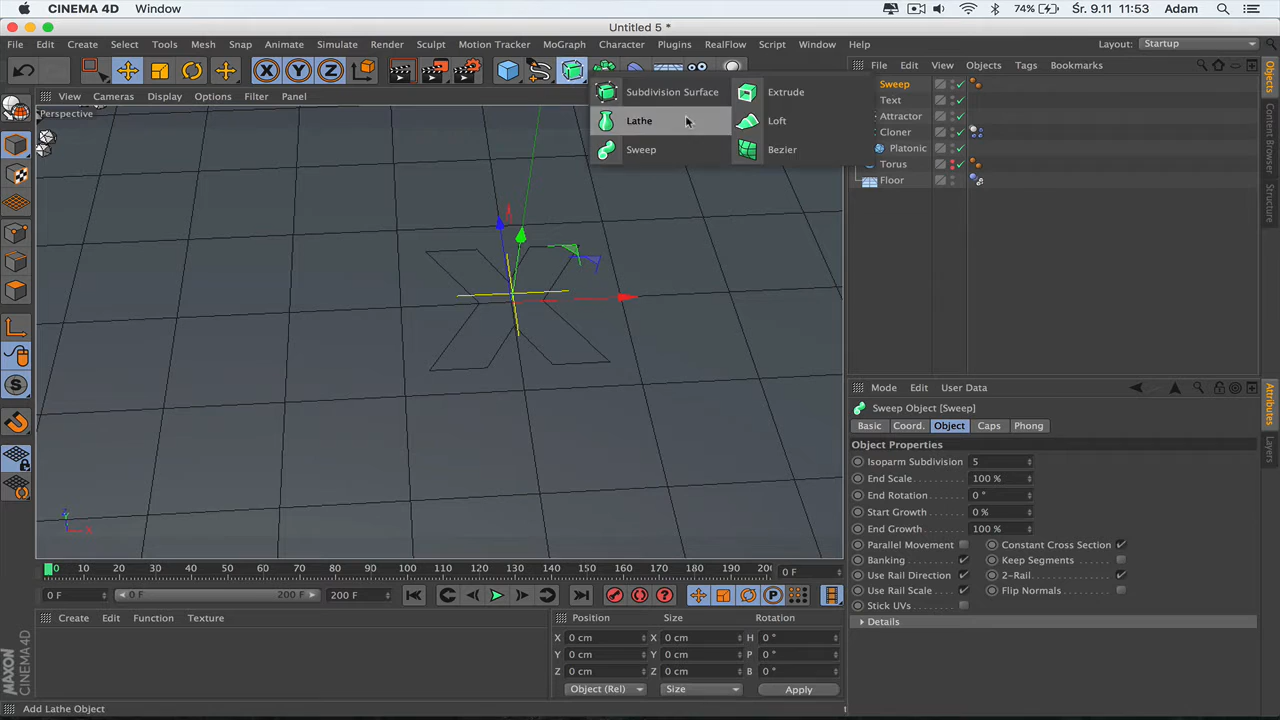 CINEMA 4D Window 74% Śr. 9.11 11:53 Adam
Untitled 5 *
File Edit Create Select Tools Mesh Snap Animate Simulate Render Sculpt Motion Tracker MoGraph Character Plugins RealFlow Script Window Help Layout: Startup
X Y Z
File Edit View Objects Tags Bookmarks
View Cameras Display Options Filter Panel
Perspective
Subdivision Surface Extrude
Lathe Loft
Sweep Bezier
Sweep
Text
Attractor
Cloner
Platonic
Torus
Floor
Objects
Content Browser
Structure
Mode Edit User Data
Sweep Object [Sweep]
Basic Coord. Object Caps Phong
Object Properties
Isoparm Subdivision 5
End Scale 100 %
End Rotation 0 °
Start Growth 0 %
End Growth 100 %
Parallel Movement Constant Cross Section
Banking Keep Segments
Use Rail Direction 2-Rail
Use Rail Scale Flip Normals
Stick UVs
Details
Attributes
Layers
Y
X
0 10 20 30 40 50 60 70 80 90 100 110 120 130 140 150 160 170 180 190 20 0 F
0 F 0 F 200 F 200 F
Create Edit Function Texture
Position Size Rotation
X 0 cm X 0 cm H 0 °
Y 0 cm Y 0 cm P 0 °
Z 0 cm Z 0 cm B 0 °
Object (Rel) Size Apply
MAXON
CINEMA 4D
Add Lathe Object